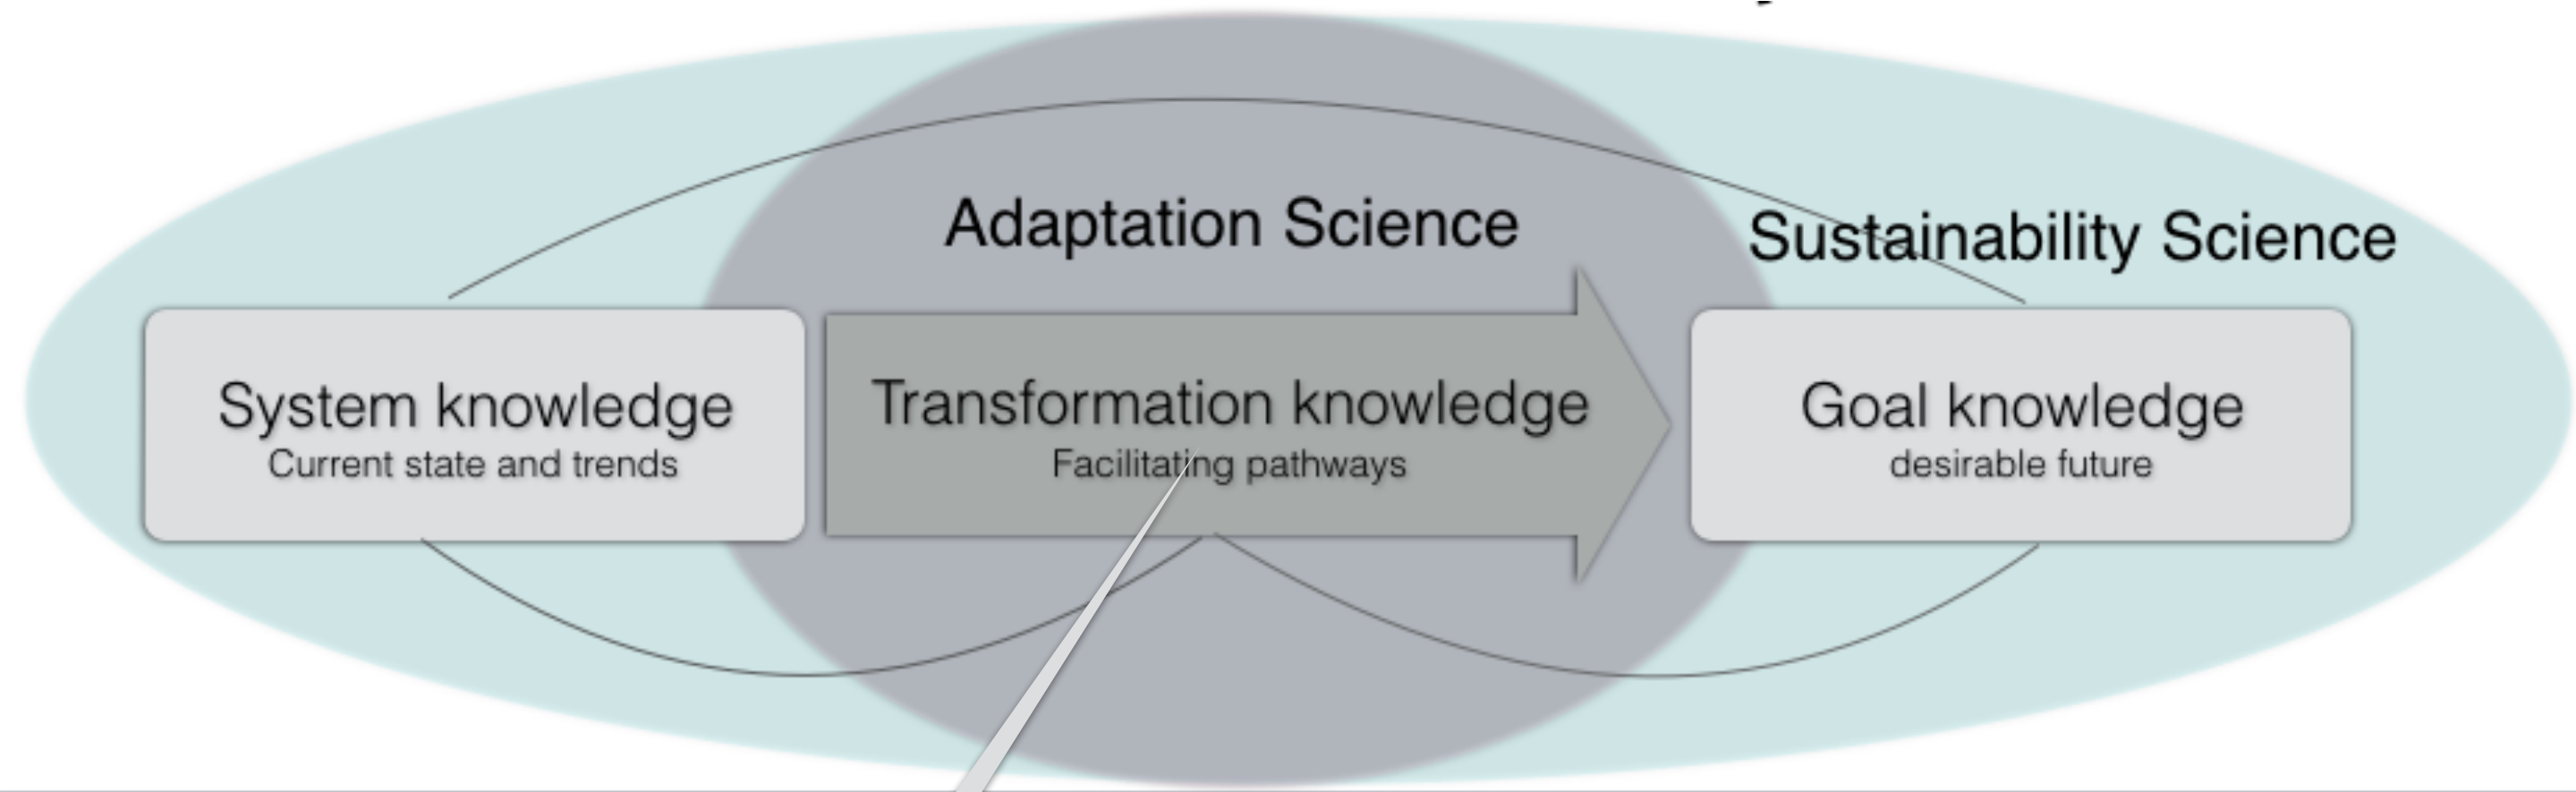 Adaptation Science
Sustainability Science
System knowledge
Current state and trends
Transformation knowledge
Facilitating pathways
Goal knowledge
desirable future